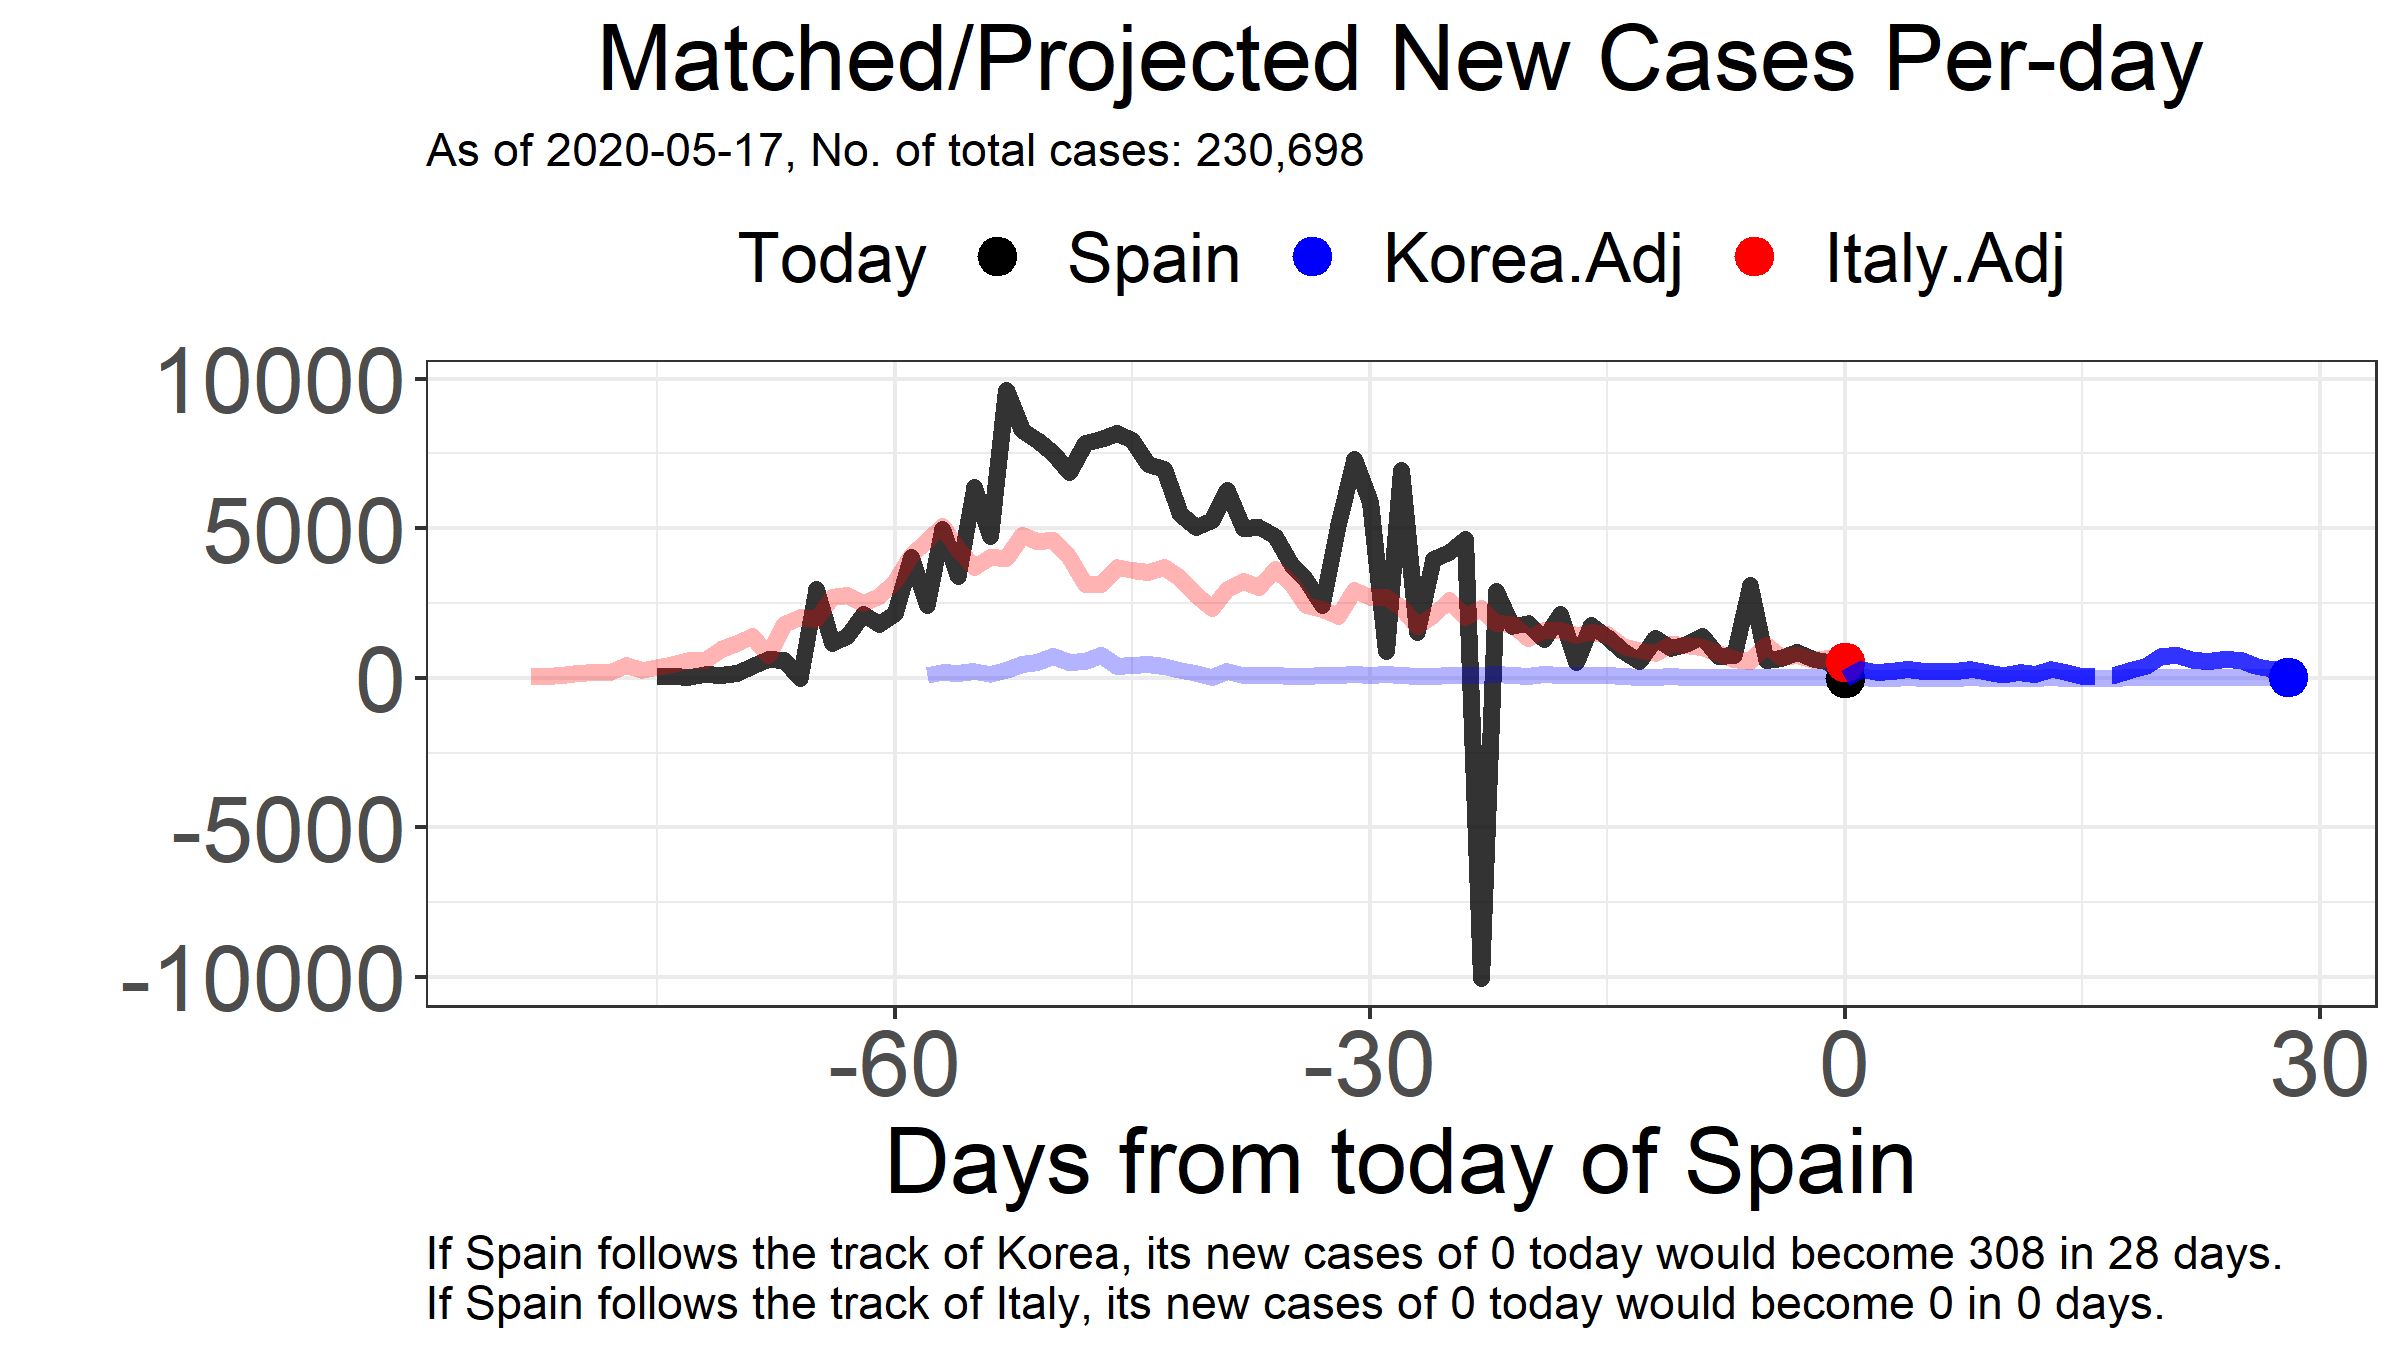 Matched/Projected New Cases Per-day
As of 2020-05-17, No. of total cases: 230,698
Today Spain Korea.Adj Italy.Adj
10000
5000
0
-5000
-10000
-60 -30 0 30
Days from today of Spain
If Spain follows the track of Korea, its new cases of 0 today would become 308 in 28 days.
If Spain follows the track of Italy, its new cases of 0 today would become 0 in 0 days.